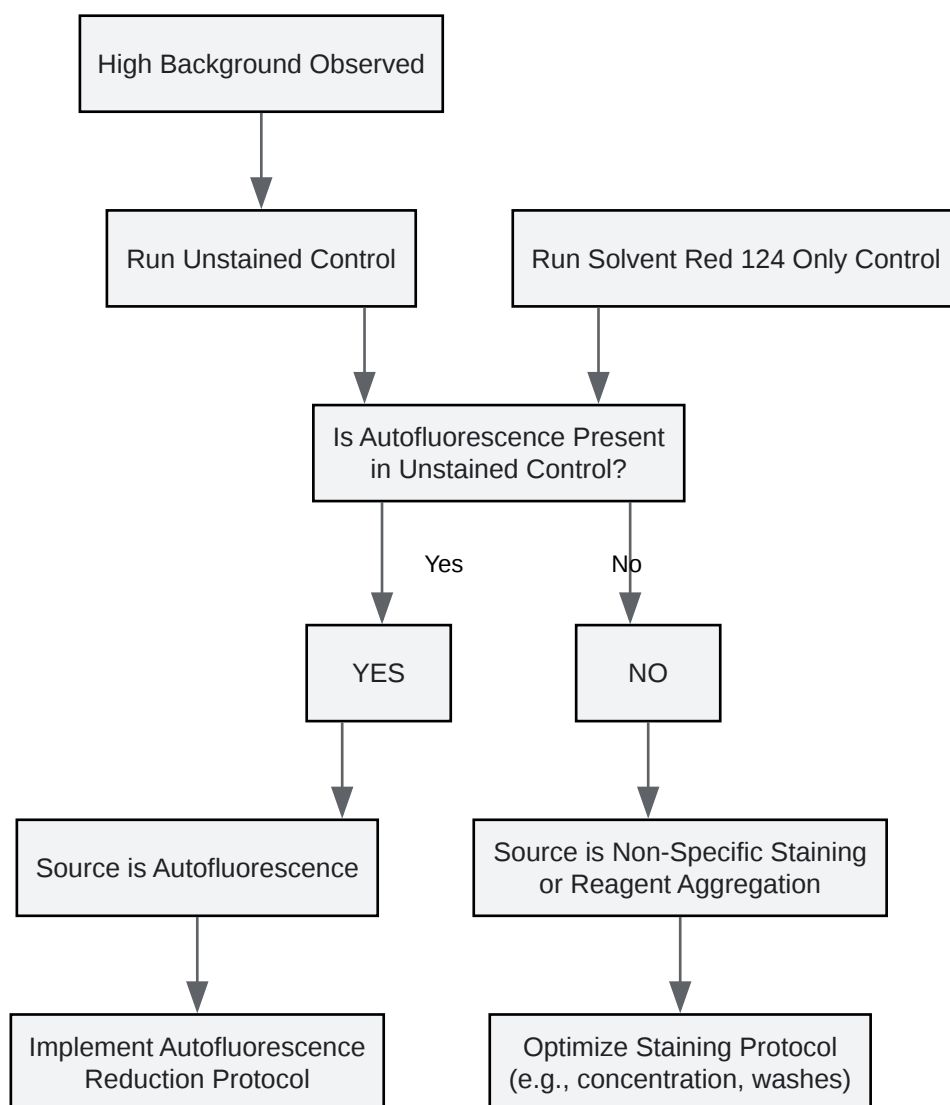 High Background Observed
Run Unstained Control
Run Solvent Red 124 Only Control
Is Autofluorescence Present
in Unstained Control?
Yes
No
YES
NO
Source is Autofluorescence
Source is Non-Specific Staining
or Reagent Aggregation
Implement Autofluorescence
Reduction Protocol
Optimize Staining Protocol
(e.g., concentration, washes)